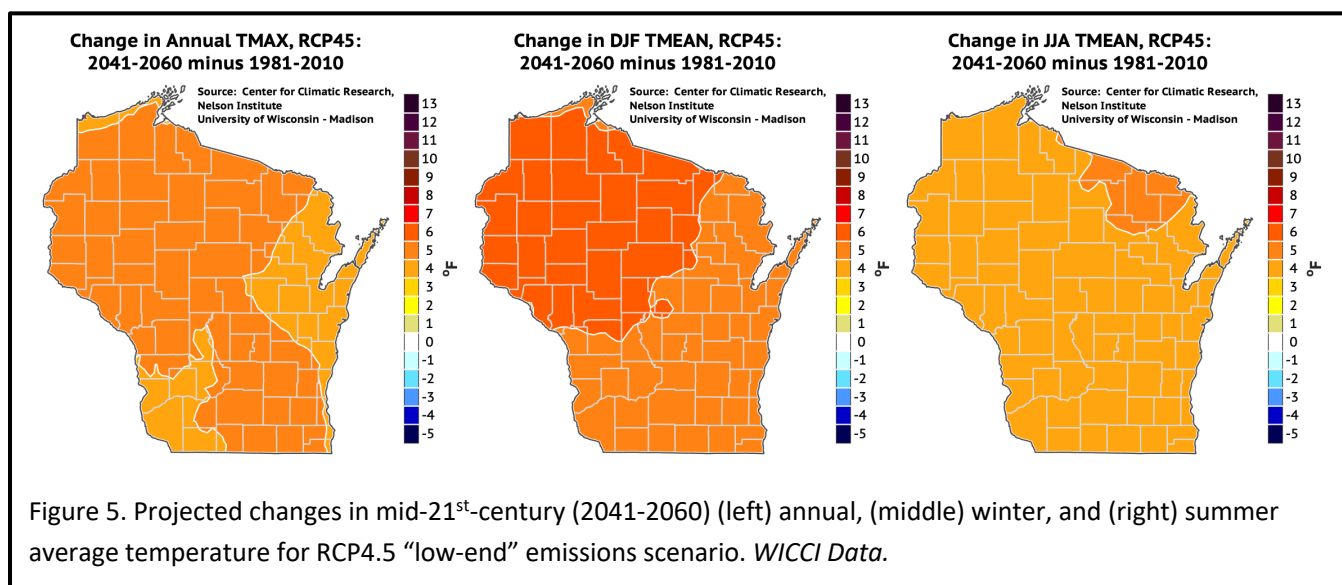 Change in Annual TMAX, RCP45:
2041-2060 minus 1981-2010
Source: Center for Climatic Research,
Nelson Institute
University of Wisconsin - Madison
13
12
11
10
9
8
7
6
5
4
3
2
1
0
-1
-2
-3
-4
-5
°F
Change in DJF TMEAN, RCP45:
2041-2060 minus 1981-2010
Source: Center for Climatic Research,
Nelson Institute
University of Wisconsin - Madison
13
12
11
10
9
8
7
6
5
4
3
2
1
0
-1
-2
-3
-4
-5
°F
Change in JJA TMEAN, RCP45:
2041-2060 minus 1981-2010
Source: Center for Climatic Research,
Nelson Institute
University of Wisconsin - Madison
13
12
11
10
9
8
7
6
5
4
3
2
1
0
-1
-2
-3
-4
-5
°F
Figure 5. Projected changes in mid-21st-century (2041-2060) (left) annual, (middle) winter, and (right) summer
average temperature for RCP4.5 “low-end” emissions scenario. WICCI Data.